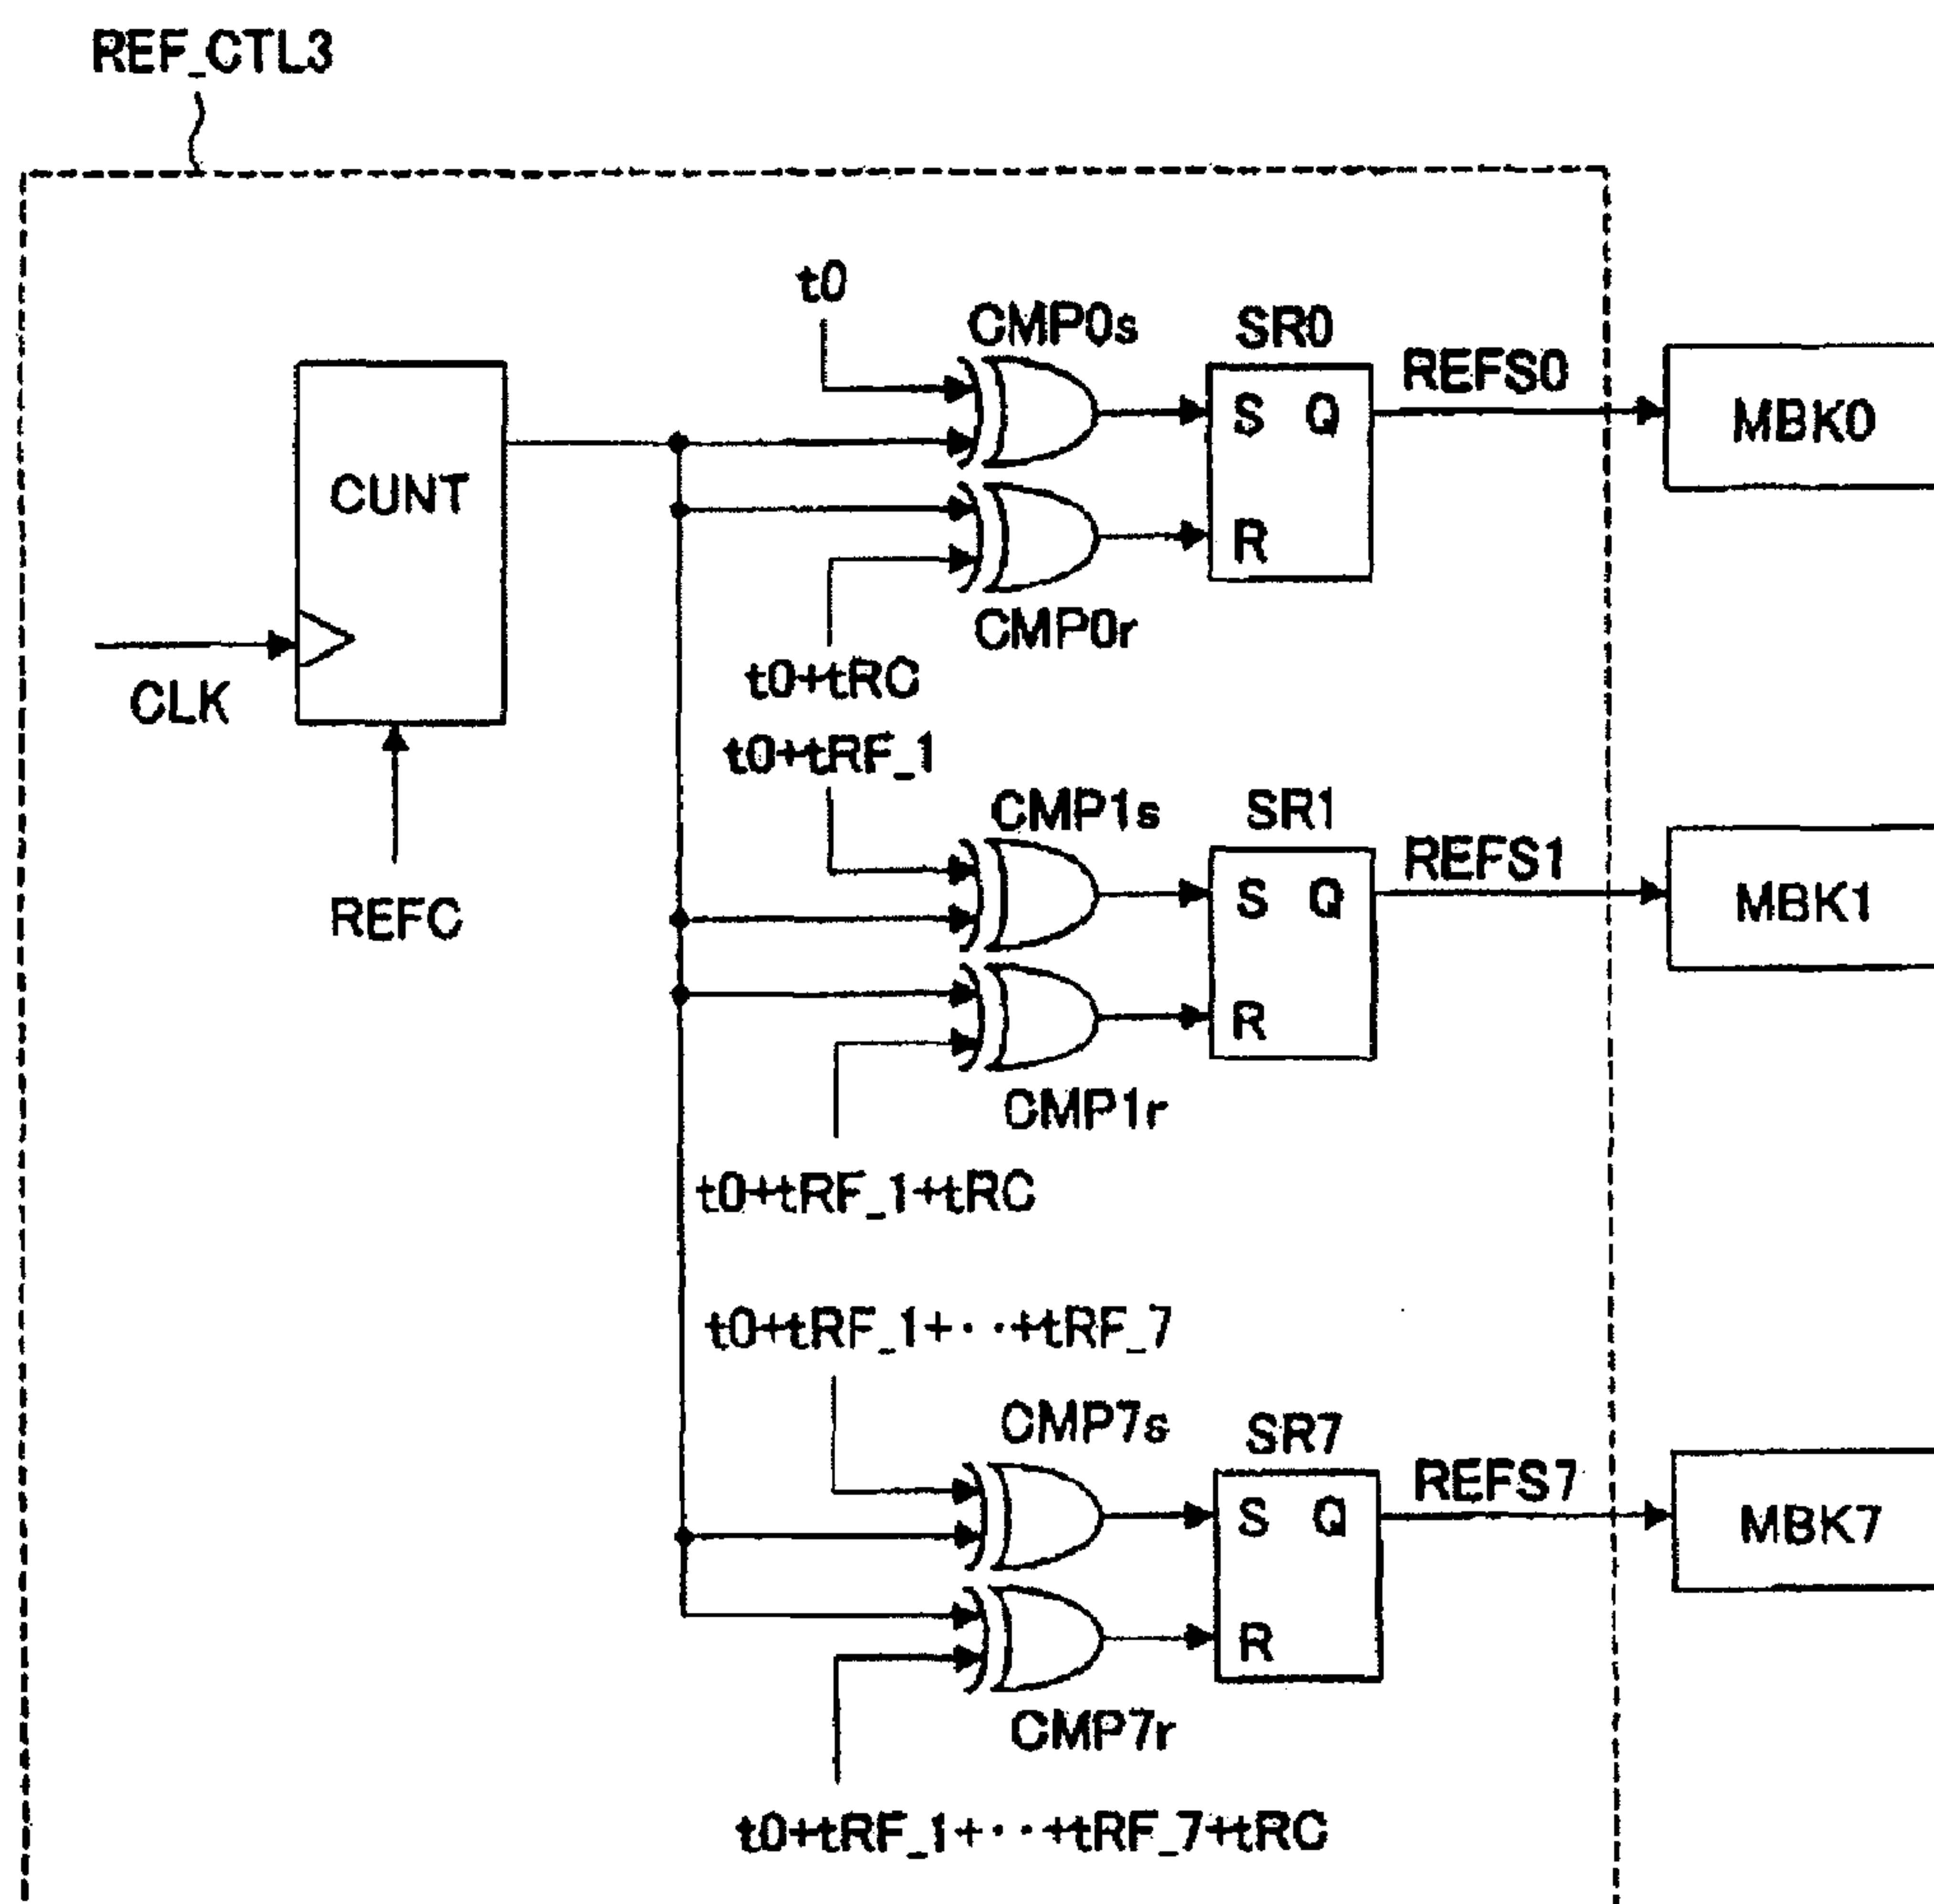 REF_CTL3
t0
CMP0s
SR0
REFS0
S Q
MBK0
CUNT
R
CMP0r
CLK
t0+tRC
t0+tRF_1
CMP1s
SR1
REFS1
S Q
MBK1
REFC
R
CMP1r
t0+tRF_1+tRC
t0+tRF_1+··+tRF_7
CMP7s
SR7
REFS7
S Q
MBK7
R
CMP7r
t0+tRF_1+··+tRF_7+tRC